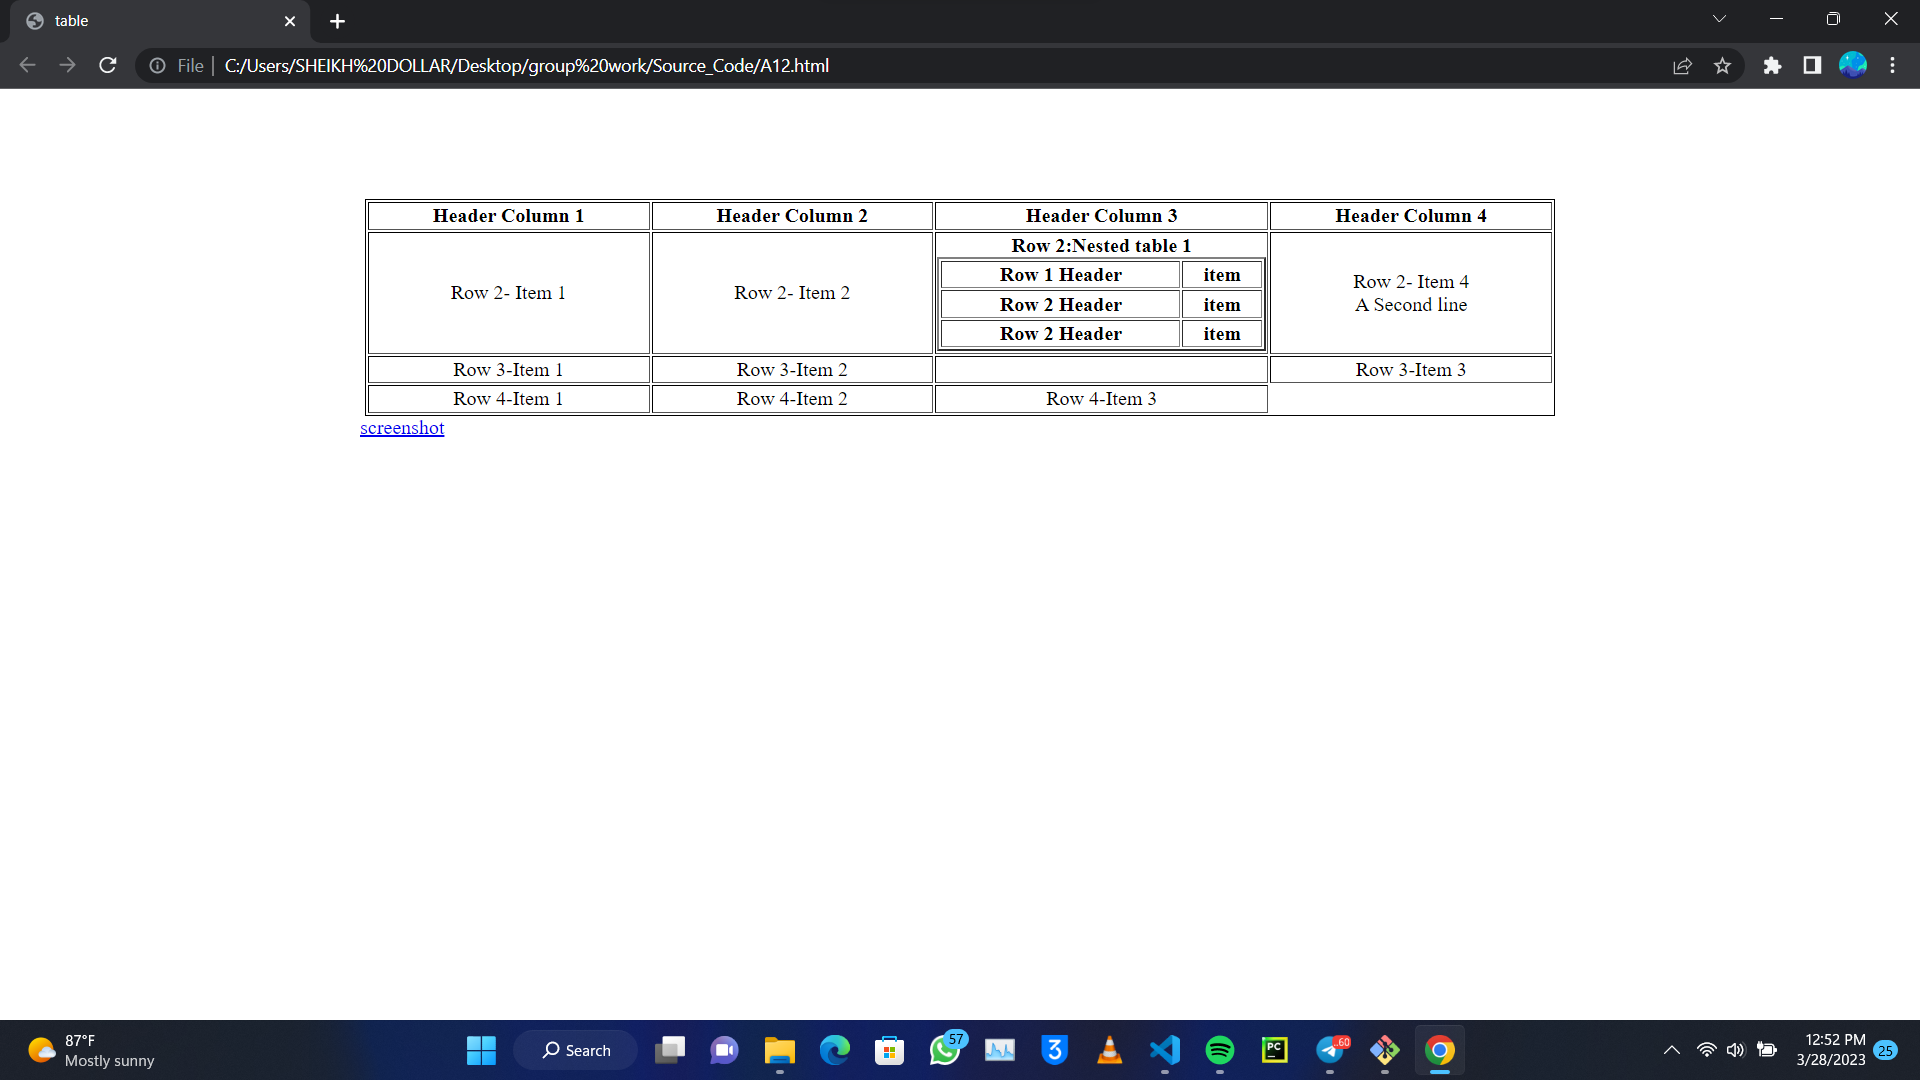 table
File
C:/Users/SHEIKH%20DOLLAR/Desktop/group%20work/Source_Code/A12.html
Header Column 1 Header Column 2 Header Column 3 Header Column 4
Row 2- Item 1 Row 2- Item 2
Row 2:Nested table 1
Row 1 Header item
Row 2 Header item
Row 2 Header item
Row 2- Item 4
A Second line
Row 3-Item 1 Row 3-Item 2 Row 3-Item 3
Row 4-Item 1 Row 4-Item 2 Row 4-Item 3
screenshot
87°F
Mostly sunny
Search
57
3
PC
..60
12:52 PM
3/28/2023
25